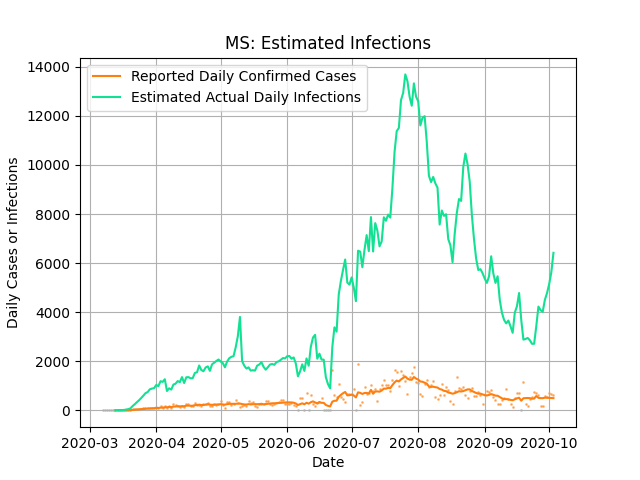 MS: Estimated Infections
Reported Daily Confirmed Cases
Estimated Actual Daily Infections
Daily Cases or Infections
14000
12000
10000
8000
6000
4000
2000
0
2020-03 2020-04 2020-05 2020-06 2020-07 2020-08 2020-09 2020-10
Date